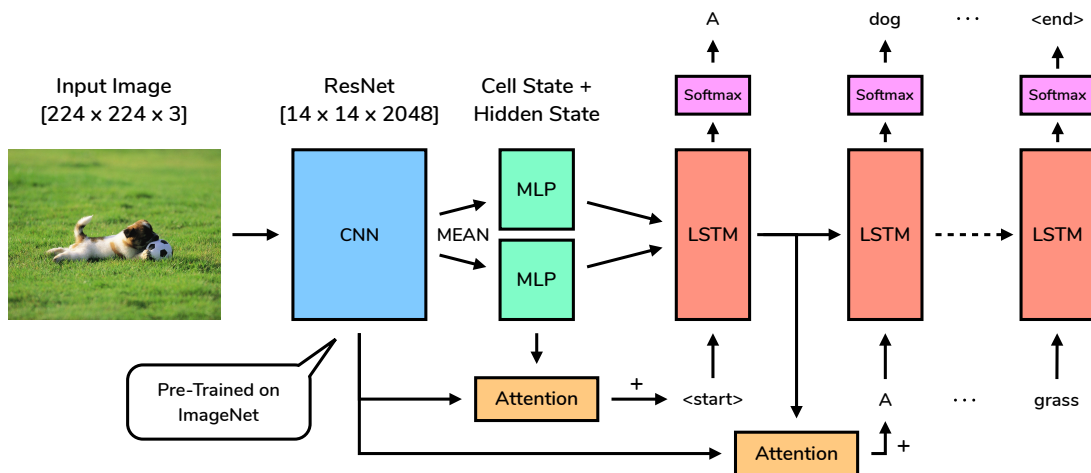 A
dog
...
<end>
Softmax
Softmax
Softmax
Input Image
[224 x 224 x 3]
ResNet
[14 x 14 x 2048]
Cell State +
Hidden State
CNN
MEAN
MLP
MLP
LSTM
LSTM
LSTM
Pre-Trained on
ImageNet
Attention
+
<start>
A
...
grass
Attention
+